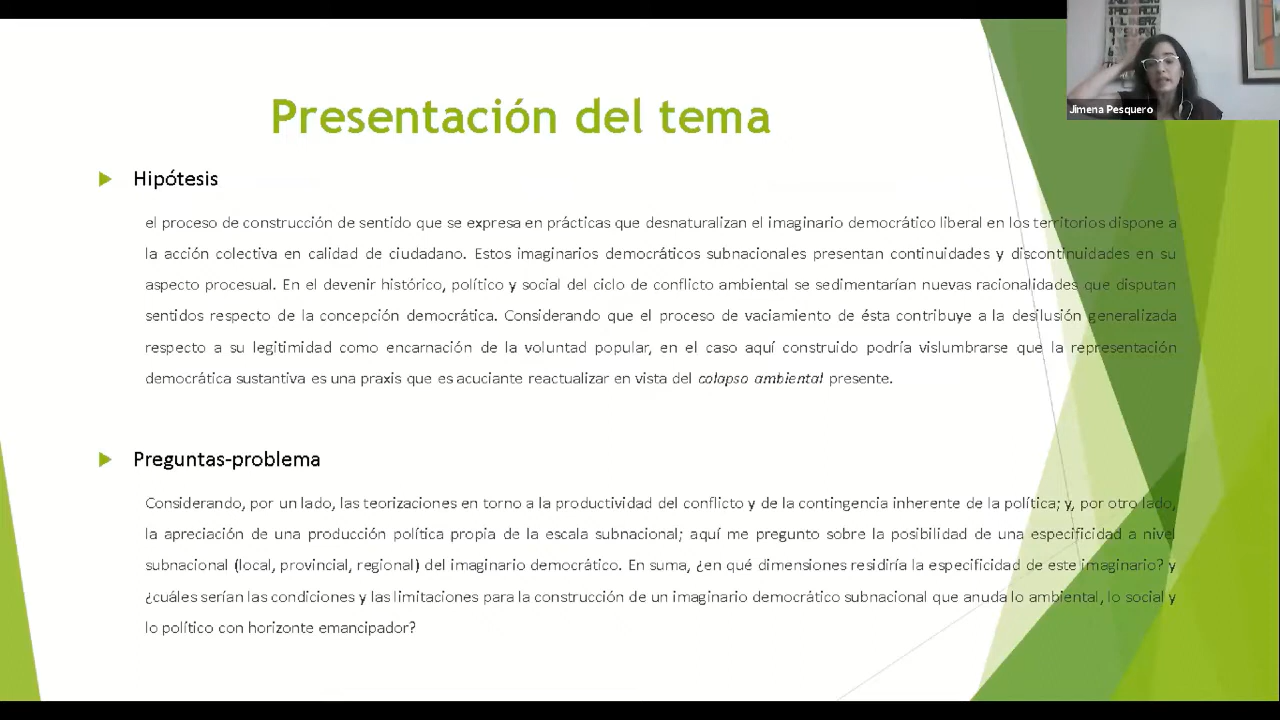 Presentación del tema
Jimena Pesquero
Hipótesis
el proceso de construcción de sentido que se expresa en prácticas que desnaturalizan el imaginario democrático liberal en los territorios dispone a
la acción colectiva en calidad de ciudadano. Estos imaginarios democráticos subnacionales presentan continuidades y discontinuidades en su
aspecto procesual. En el devenir histórico, político y social del ciclo de conflicto ambiental se sedimentarían nuevas racionalidades que disputan
sentidos respecto de la concepción democrática. Considerando que el proceso de vaciamiento de ésta contribuye a la desilusión generalizada
respecto a su legitimidad como encarnación de la voluntad popular, en el caso aquí construido podría vislumbrarse que la representación
democrática sustantiva es una praxis que es acuciante reactualizar en vista del colapso ambiental presente.
Preguntas-problema
Considerando, por un lado, las teorizaciones en torno a la productividad del conflicto y de la contingencia inherente de la política; y, por otro lado,
la apreciación de una producción política propia de la escala subnacional; aquí me pregunto sobre la posibilidad de una especificidad a nivel
subnacional (local, provincial, regional) del imaginario democrático. En suma, ¿en qué dimensiones residiría la especificidad de este imaginario? y
¿cuáles serían las condiciones y las limitaciones para la construcción de un imaginario democrático subnacional que anuda lo ambiental, lo social y
lo político con horizonte emancipador?